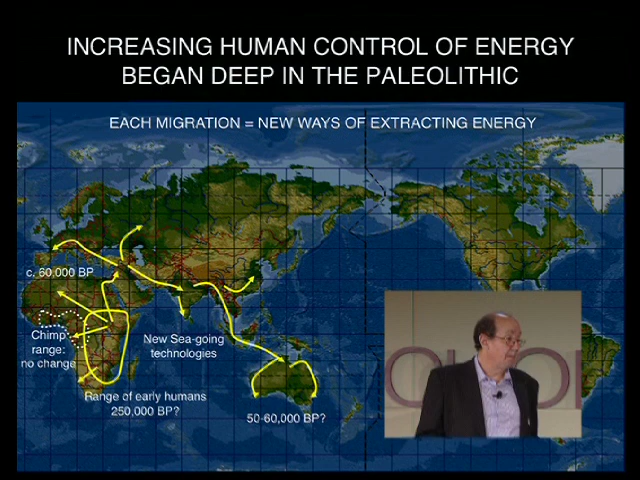 INCREASING HUMAN CONTROL OF ENERGY
BEGAN DEEP IN THE PALEOLITHIC
EACH MIGRATION = NEW WAYS OF EXTRACTING ENERGY
c. 60,000 BP
Chimp
range:
no change
New Sea-going
technologies
Range of early humans
250,000 BP?
50-60,000 BP?